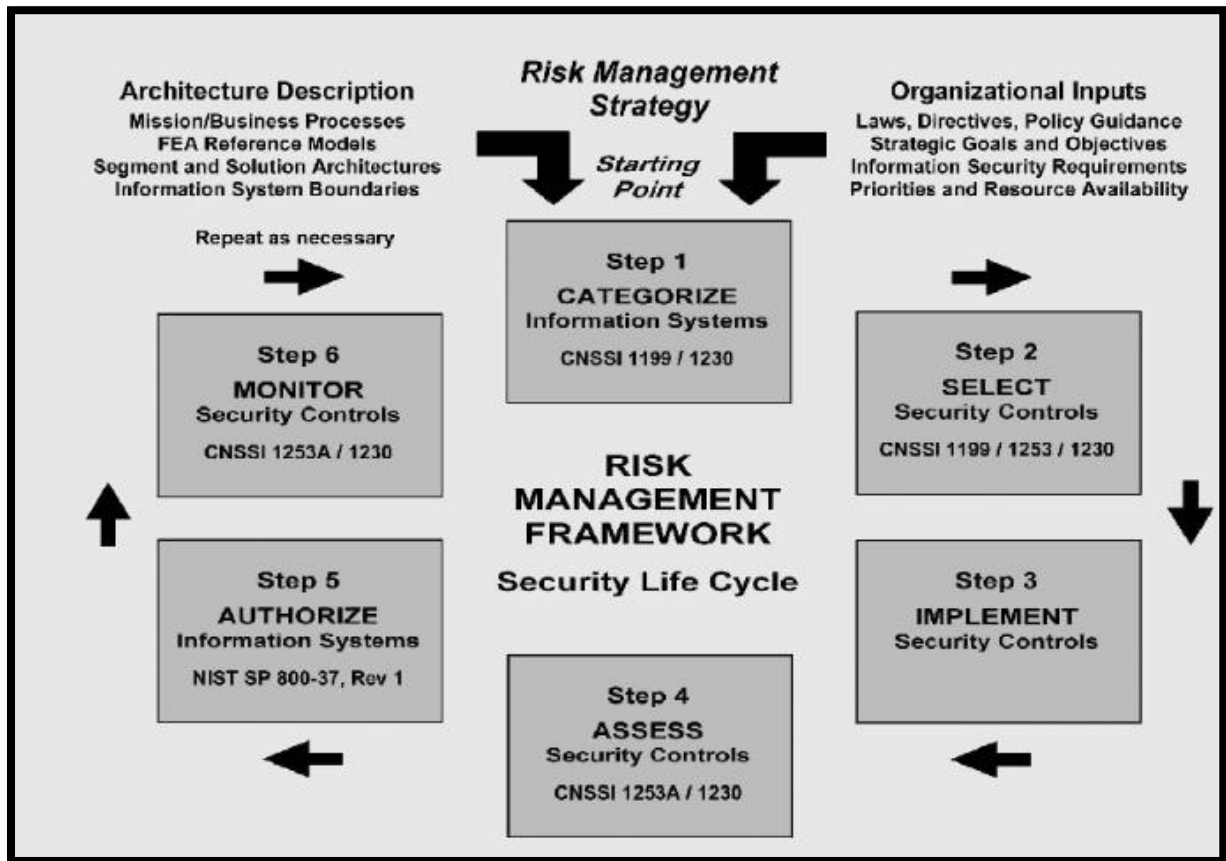 Risk Management
Strategy
Architecture Description
Mission/Business Processes
FEA Reference Models
Segment and Solution Architectures
Information System Boundaries
Organizational Inputs
Laws, Directives, Policy Guidance
Strategic Goals and Objectives
Information Security Requirements
Priorities and Resource Availability
Starting
Point
Repeat as necessary
Step 1
CATEGORIZE
Information Systems
CNSSI 1199 / 1230
Step 2
SELECT
Security Controls
CNSSI 1199 / 1253 / 1230
Step 3
IMPLEMENT
Security Controls
Step 4
ASSESS
Security Controls
CNSSI 1253A / 1230
Step 5
AUTHORIZE
Information Systems
NIST SP 800-37, Rev 1
Step 6
MONITOR
Security Controls
CNSSI 1253A / 1230
RISK
MANAGEMENT
FRAMEWORK
Security Life Cycle